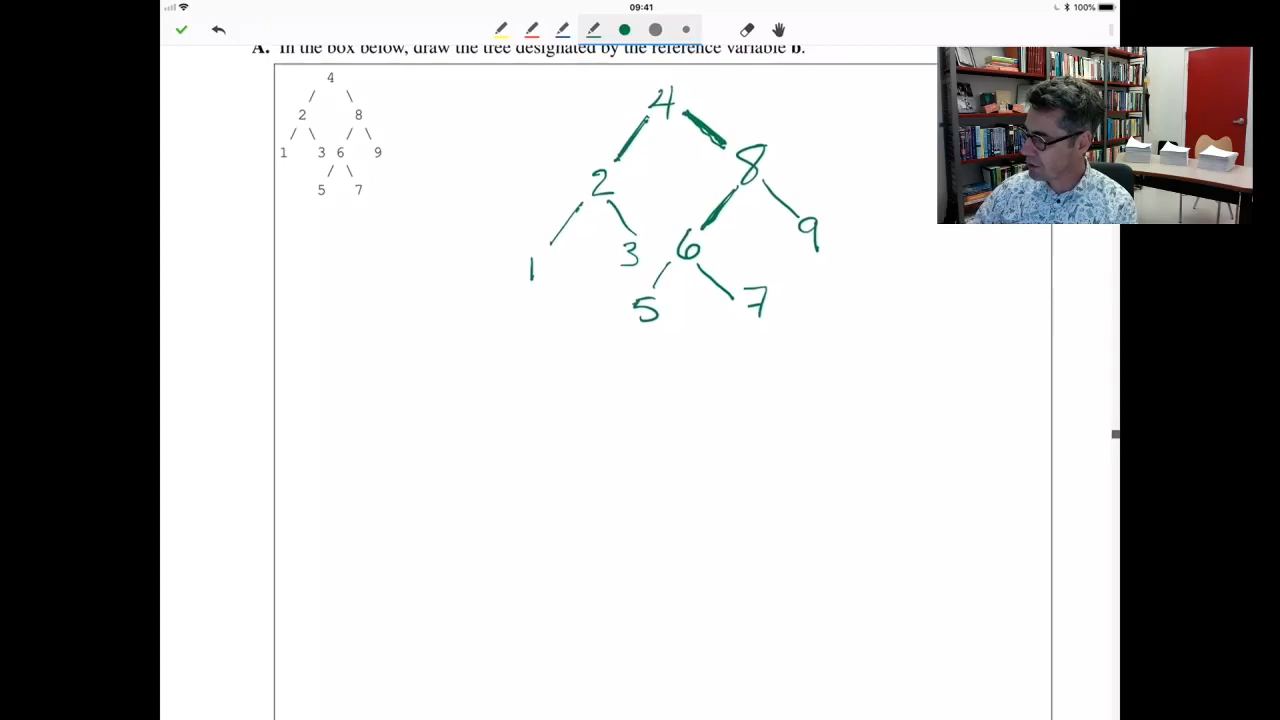 09:41
100%
A. In the box below, draw the tree designated by the reference variable b.
4
2 8
1 3 6 9
5 7
4
2 8
1 3 6 9
5 7